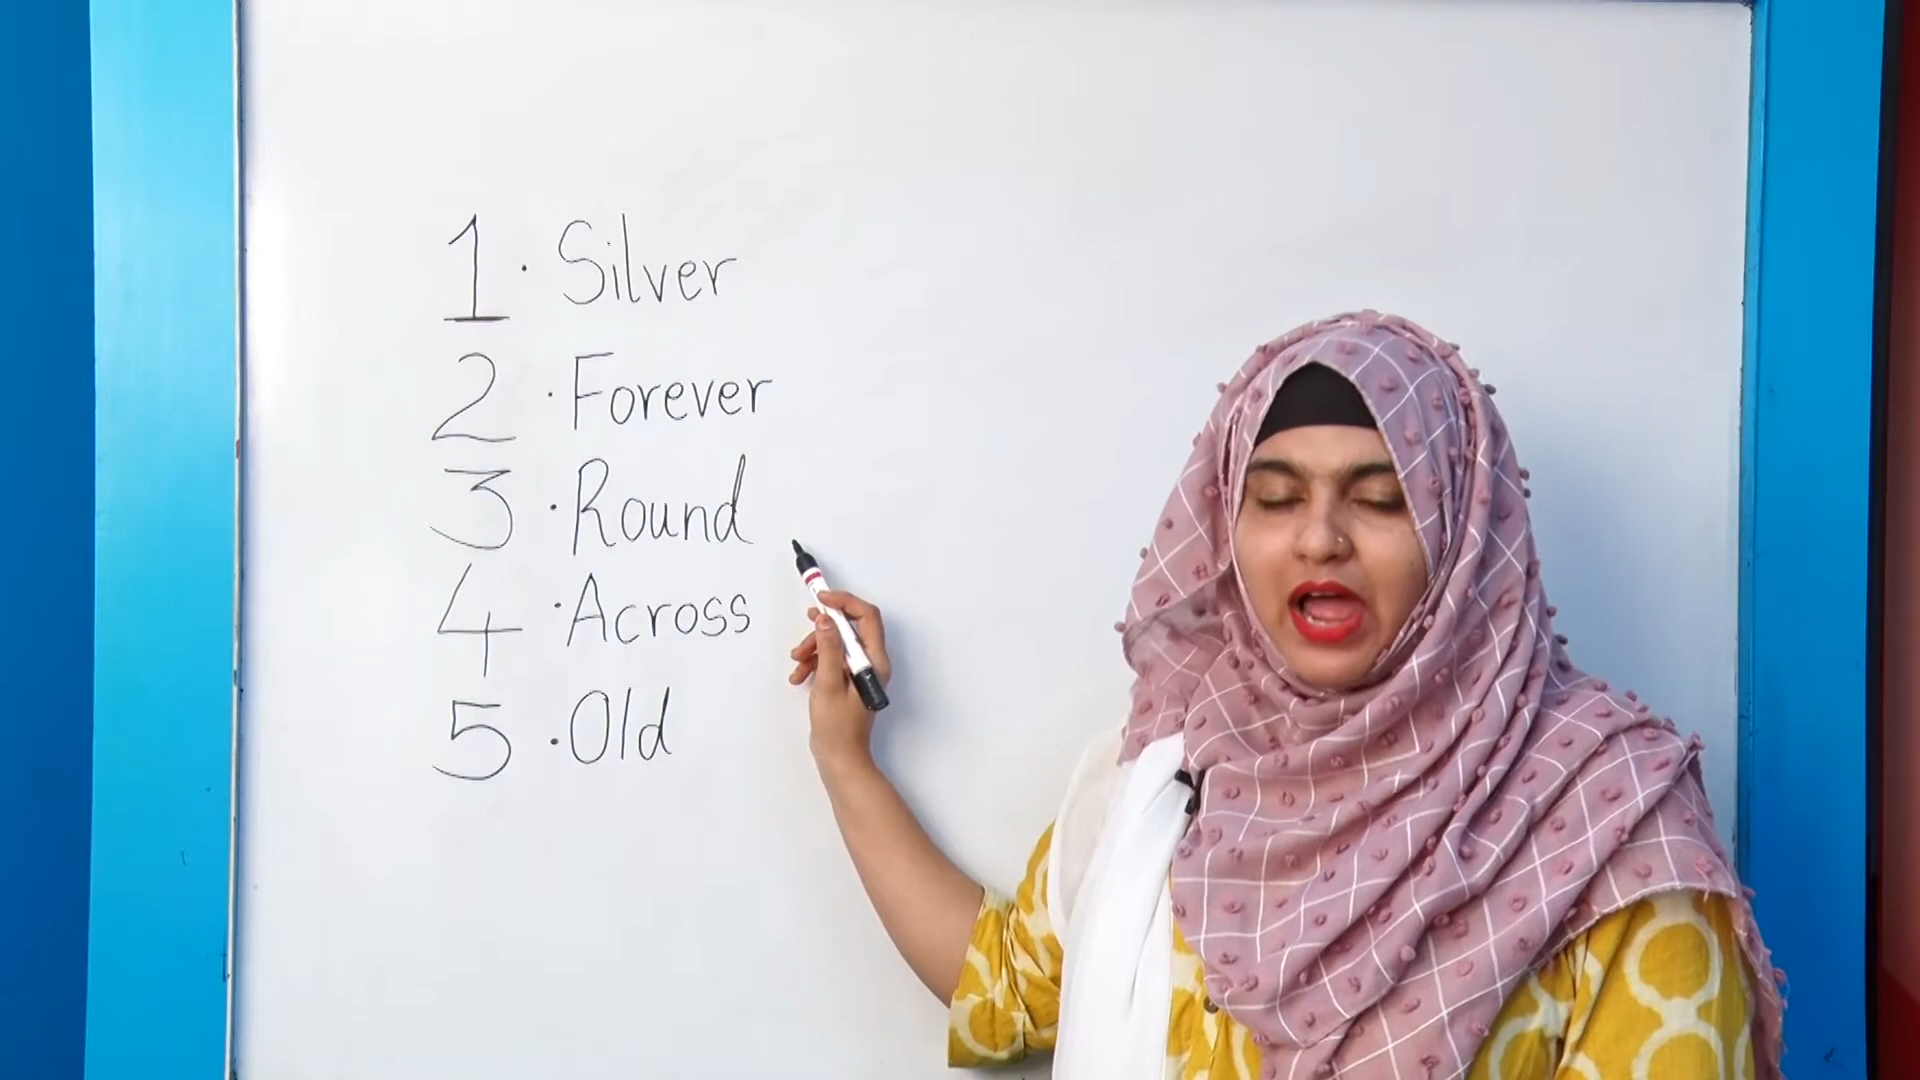 1. Silver
2. Forever
3. Round
4. Across
5. Old